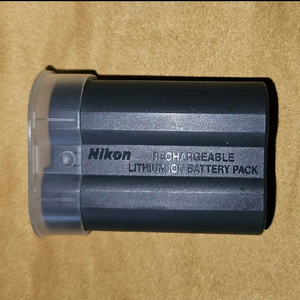 Nikon RECHARGEABLE
LITHIUM ION BATTERY PACK